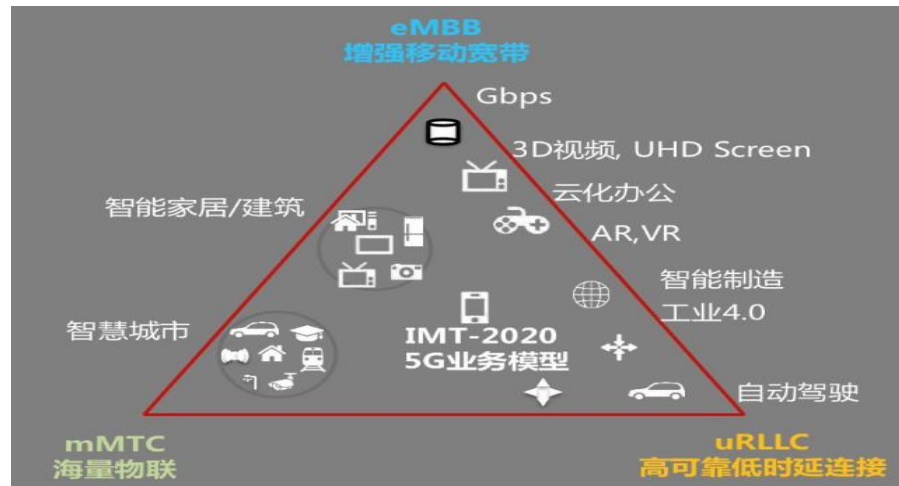 eMBB
增强移动宽带
Gbps
3D视频, UHD Screen
云化办公
智能家居/建筑
AR,VR
智能制造
工业4.0
智慧城市
IMT-2020
5G业务模型
自动驾驶
mMTC
海量物联
uRLLC
高可靠低时延连接